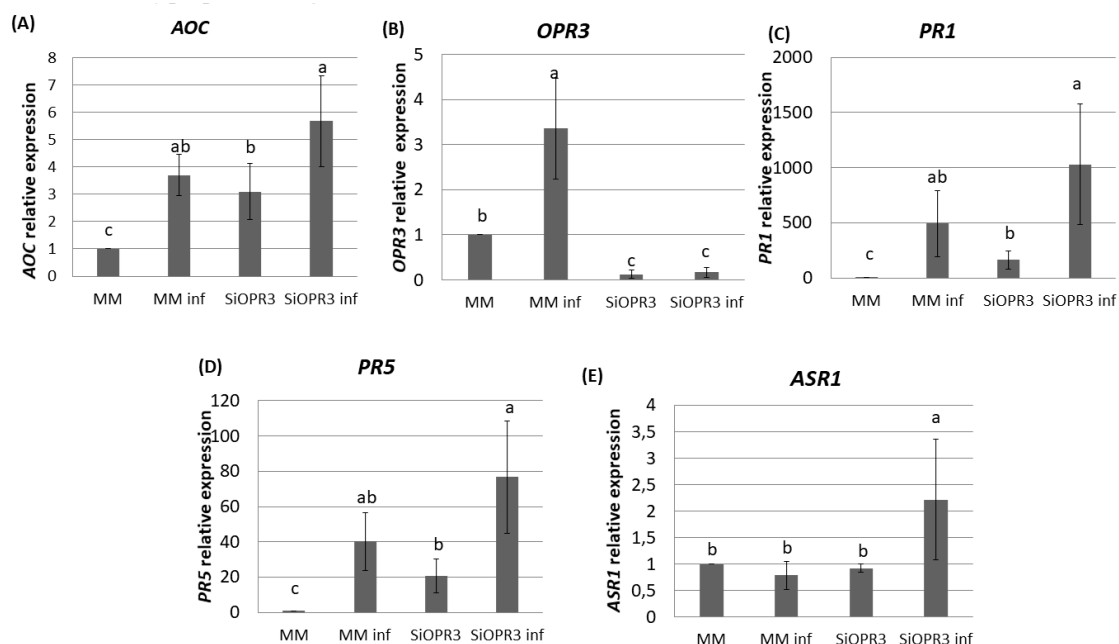 (A)
AOC
AOC relative expression
8
7
6
5
4
3
2
1
0
c
ab
b
a
MM
MM inf
SiOPR3
SiOPR3 inf
(B)
OPR3
OPR3 relative expression
5
4
3
2
1
0
b
a
c
c
MM
MM inf
SiOPR3
SiOPR3 inf
(C)
PR1
PR1 relative expression
2000
1500
1000
500
0
c
ab
b
a
MM
MM inf
SiOPR3
SiOPR3 inf
(D)
PR5
PR5 relative expression
120
100
80
60
40
20
0
c
ab
b
a
MM
MM inf
SiOPR3
SiOPR3 inf
(E)
ASR1
ASR1 relative expression
4
3,5
3
2,5
2
1,5
1
0,5
0
b
b
b
a
MM
MM inf
SiOPR3
SiOPR3 inf